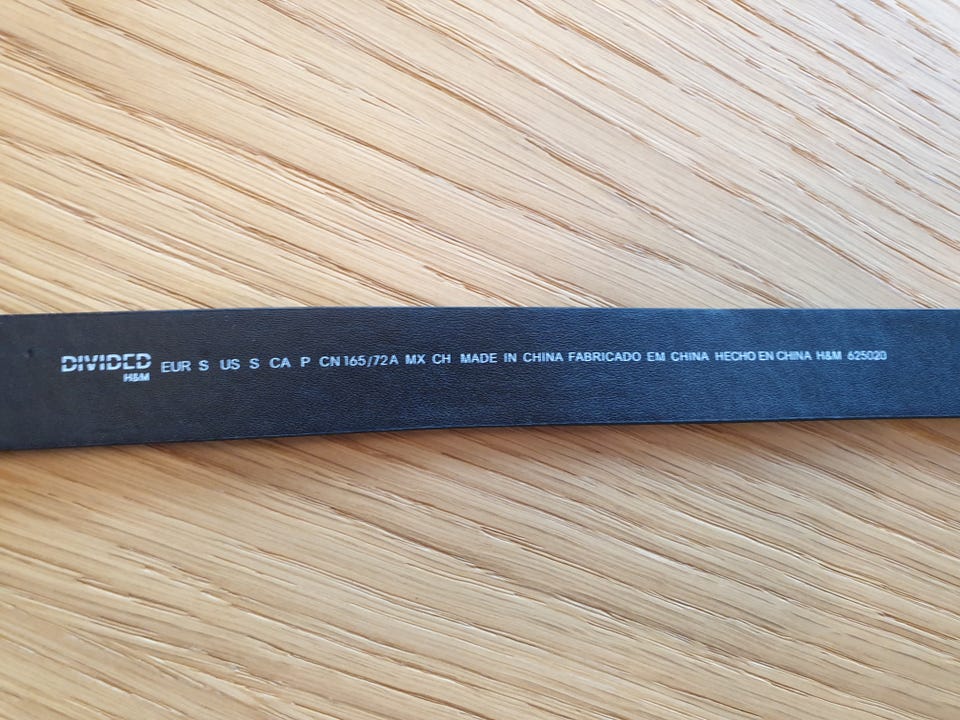 DIVIDED EUR S US S CA P CN 165/72A MX CH MADE IN CHINA FABRICADO EM CHINA HECHO EN CHINA H&M 625020
H&M